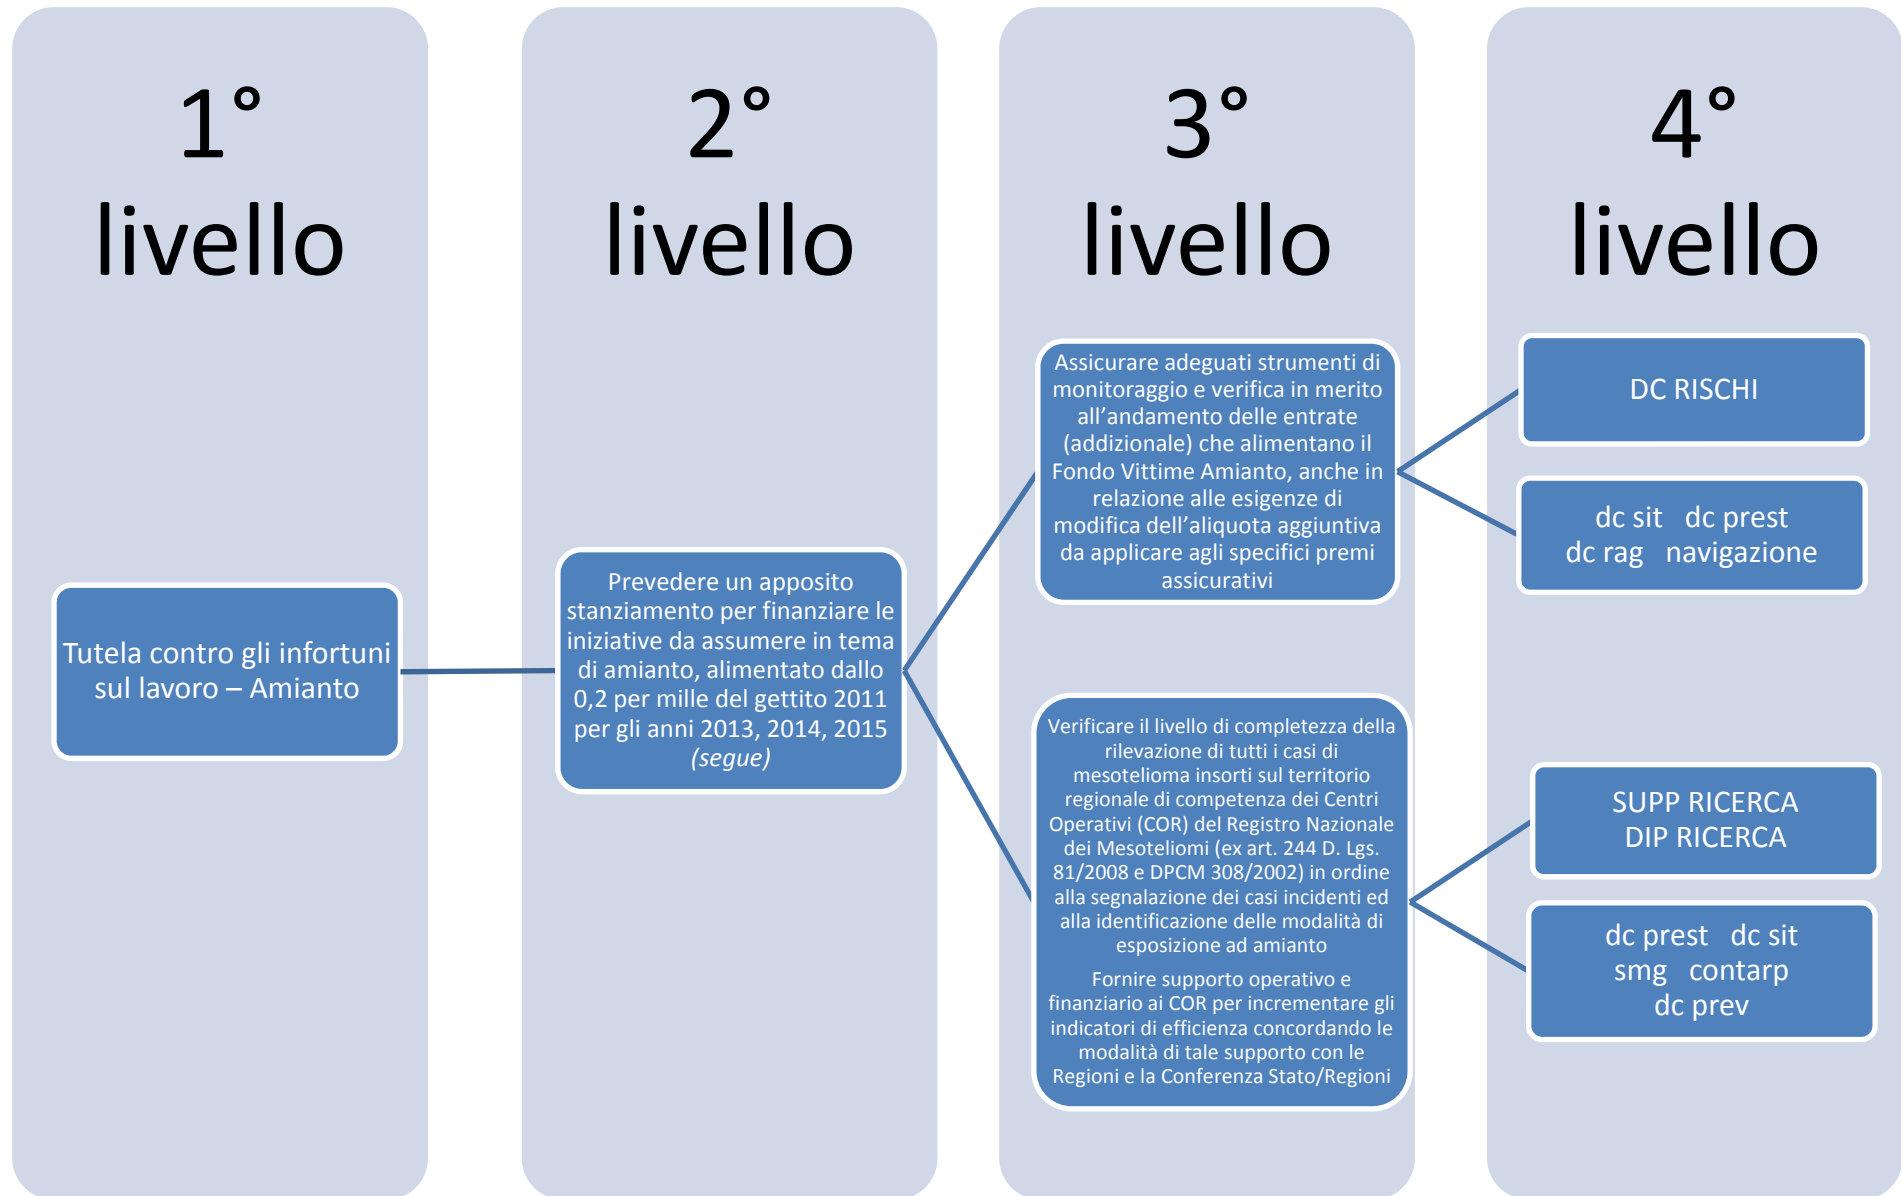 1°
livello
2°
livello
3°
livello
4°
livello
Tutela contro gli infortuni
sul lavoro – Amianto
Prevedere un apposito
stanziamento per finanziare le
iniziative da assumere in tema
di amianto, alimentato dallo
0,2 per mille del gettito 2011
per gli anni 2013, 2014, 2015
(segue)
Assicurare adeguati strumenti di
monitoraggio e verifica in merito
all’andamento delle entrate
(addizionale) che alimentano il
Fondo Vittime Amianto, anche in
relazione alle esigenze di
modifica dell’aliquota aggiuntiva
da applicare agli specifici premi
assicurativi
DC RISCHI
dc sit   dc prest
dc rag   navigazione
Verificare il livello di completezza della
rilevazione di tutti i casi di
mesotelioma insorti sul territorio
regionale di competenza dei Centri
Operativi (COR) del Registro Nazionale
dei Mesoteliomi (ex art. 244 D. Lgs.
81/2008 e DPCM 308/2002) in ordine
alla segnalazione dei casi incidenti ed
alla identificazione delle modalità di
esposizione ad amianto
Fornire supporto operativo e
finanziario ai COR per incrementare gli
indicatori di efficienza concordando le
modalità di tale supporto con le
Regioni e la Conferenza Stato/Regioni
SUPP RICERCA
DIP RICERCA
dc prest   dc sit
smg   contarp
dc prev